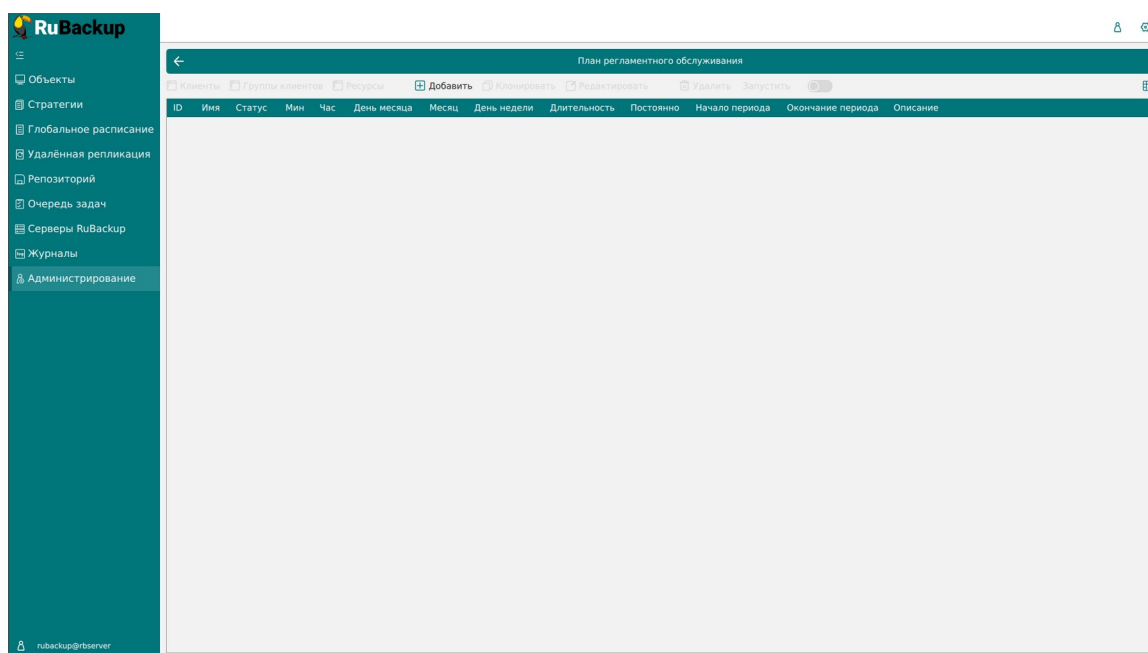 RuBackup
План регламентного обслуживания
Объекты
Стратегии
Глобальное расписание
Удалённая репликация
Репозиторий
Очередь задач
Серверы RuBackup
Журналы
Администрирование
Клиенты Группы клиентов Ресурсы Добавить Клонировать Редактировать Удалить Запустить
ID Имя Статус Мин Час День месяца Месяц День недели Длительность Постоянно Начало периода Окончание периода Описание
rubackup@rbserver